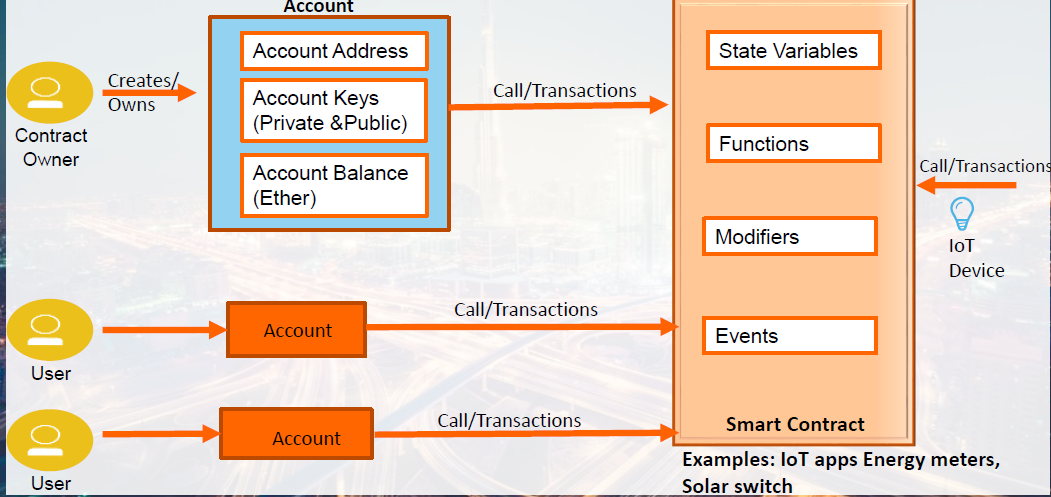 Account
Account Address
Account Keys
(Private &Public)
Account Balance
(Ether)
Contract
Owner
Creates/
Owns
Call/Transactions
State Variables
Functions
Modifiers
Events
Smart Contract
Call/Transactions
IoT
Device
User
Account
Call/Transactions
User
Account
Call/Transactions
Examples: IoT apps Energy meters,
Solar switch